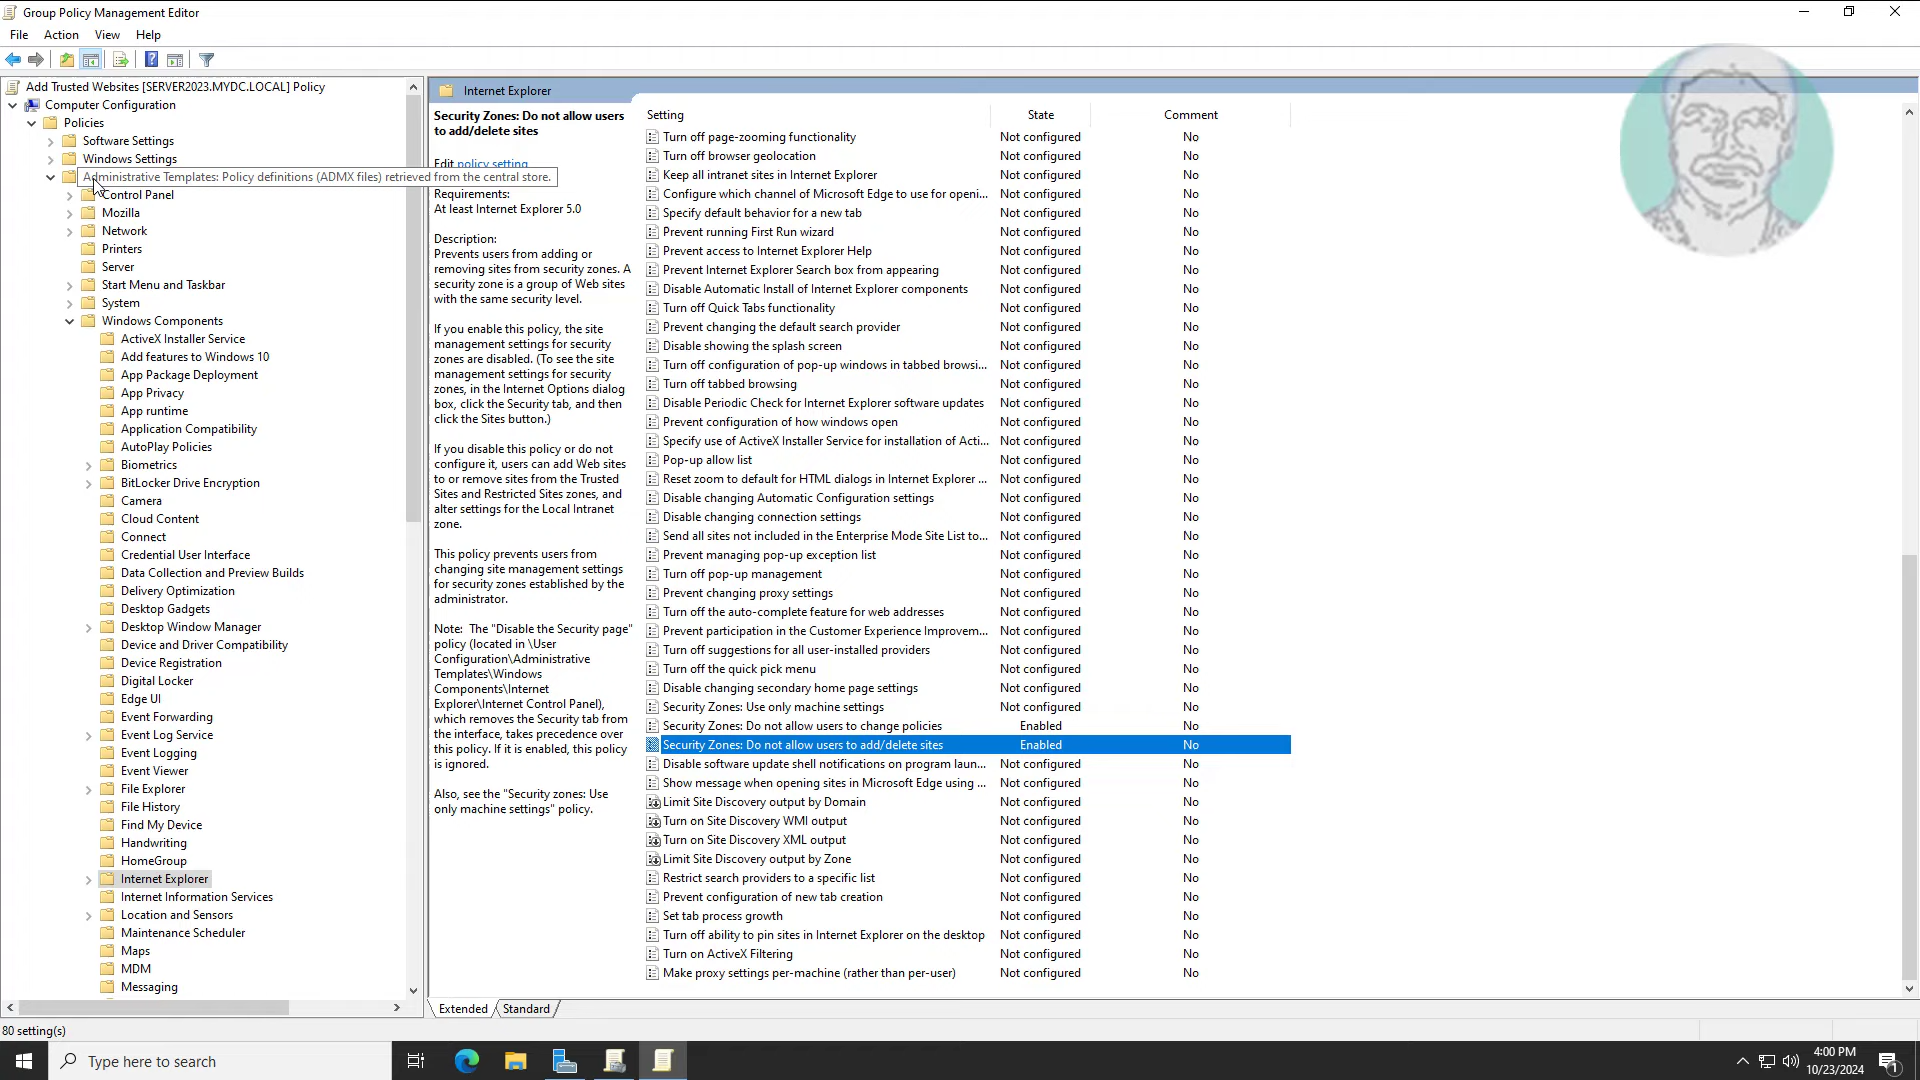 Group Policy Management Editor
File Action View Help
Add Trusted Websites [SERVER2023.MYDC.LOCAL] Policy
Computer Configuration
Policies
Software Settings
Windows Settings
Administrative Templates: Policy definitions (ADMX files) retrieved from the central store.
Control Panel
Mozilla
Network
Printers
Server
Start Menu and Taskbar
System
Windows Components
ActiveX Installer Service
Add features to Windows 10
App Package Deployment
App Privacy
App runtime
Application Compatibility
AutoPlay Policies
Biometrics
BitLocker Drive Encryption
Camera
Cloud Content
Connect
Credential User Interface
Data Collection and Preview Builds
Delivery Optimization
Desktop Gadgets
Desktop Window Manager
Device and Driver Compatibility
Device Registration
Digital Locker
Edge UI
Event Forwarding
Event Log Service
Event Logging
Event Viewer
File Explorer
File History
Find My Device
Handwriting
HomeGroup
Internet Explorer
Internet Information Services
Location and Sensors
Maintenance Scheduler
Maps
MDM
Messaging
Internet Explorer
Security Zones: Do not allow users
to add/delete sites
Edit policy setting
Requirements:
At least Internet Explorer 5.0
Description:
Prevents users from adding or
removing sites from security zones. A
security zone is a group of Web sites
with the same security level.
If you enable this policy, the site
management settings for security
zones are disabled. (To see the site
management settings for security
zones, in the Internet Options dialog
box, click the Security tab, and then
click the Sites button.)
If you disable this policy or do not
configure it, users can add Web sites
to or remove sites from the Trusted
Sites and Restricted Sites zones, and
alter settings for the Local Intranet
zone.
This policy prevents users from
changing site management settings
for security zones established by the
administrator.
Note:  The "Disable the Security page"
policy (located in \User
Configuration\Administrative
Templates\Windows
Components\Internet
Explorer\Internet Control Panel),
which removes the Security tab from
the interface, takes precedence over
this policy. If it is enabled, this policy
is ignored.
Also, see the "Security zones: Use
only machine settings" policy.
Setting State Comment
Turn off page-zooming functionality Not configured No
Turn off browser geolocation Not configured No
Keep all intranet sites in Internet Explorer Not configured No
Configure which channel of Microsoft Edge to use for openi... Not configured No
Specify default behavior for a new tab Not configured No
Prevent running First Run wizard Not configured No
Prevent access to Internet Explorer Help Not configured No
Prevent Internet Explorer Search box from appearing Not configured No
Disable Automatic Install of Internet Explorer components Not configured No
Turn off Quick Tabs functionality Not configured No
Prevent changing the default search provider Not configured No
Disable showing the splash screen Not configured No
Turn off configuration of pop-up windows in tabbed browsi... Not configured No
Turn off tabbed browsing Not configured No
Disable Periodic Check for Internet Explorer software updates Not configured No
Prevent configuration of how windows open Not configured No
Specify use of ActiveX Installer Service for installation of Acti... Not configured No
Pop-up allow list Not configured No
Reset zoom to default for HTML dialogs in Internet Explorer ... Not configured No
Disable changing Automatic Configuration settings Not configured No
Disable changing connection settings Not configured No
Send all sites not included in the Enterprise Mode Site List to... Not configured No
Prevent managing pop-up exception list Not configured No
Turn off pop-up management Not configured No
Prevent changing proxy settings Not configured No
Turn off the auto-complete feature for web addresses Not configured No
Prevent participation in the Customer Experience Improvem... Not configured No
Turn off suggestions for all user-installed providers Not configured No
Turn off the quick pick menu Not configured No
Disable changing secondary home page settings Not configured No
Security Zones: Use only machine settings Not configured No
Security Zones: Do not allow users to change policies Enabled No
Security Zones: Do not allow users to add/delete sites Enabled No
Disable software update shell notifications on program laun... Not configured No
Show message when opening sites in Microsoft Edge using ... Not configured No
Limit Site Discovery output by Domain Not configured No
Turn on Site Discovery WMI output Not configured No
Turn on Site Discovery XML output Not configured No
Limit Site Discovery output by Zone Not configured No
Restrict search providers to a specific list Not configured No
Prevent configuration of new tab creation Not configured No
Set tab process growth Not configured No
Turn off ability to pin sites in Internet Explorer on the desktop Not configured No
Turn on ActiveX Filtering Not configured No
Make proxy settings per-machine (rather than per-user) Not configured No
Extended Standard
80 setting(s)
Type here to search
4:00 PM
10/23/2024
1